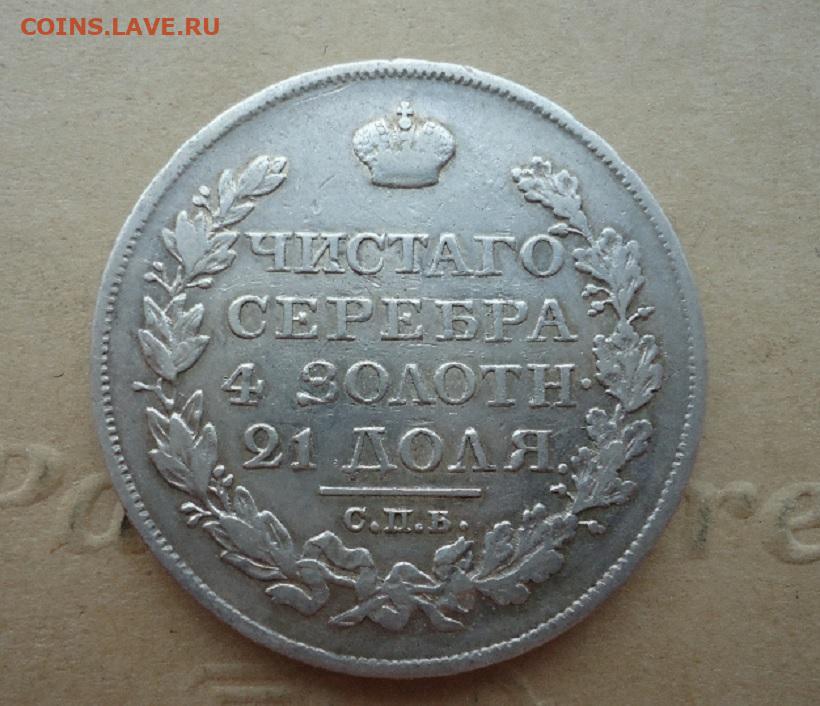 COINS.LAVE.RU
ЧИСТАГО
СЕРЕБРА
4 ЗОЛОТН·
21 ДОЛЯ.
С.П.Б.